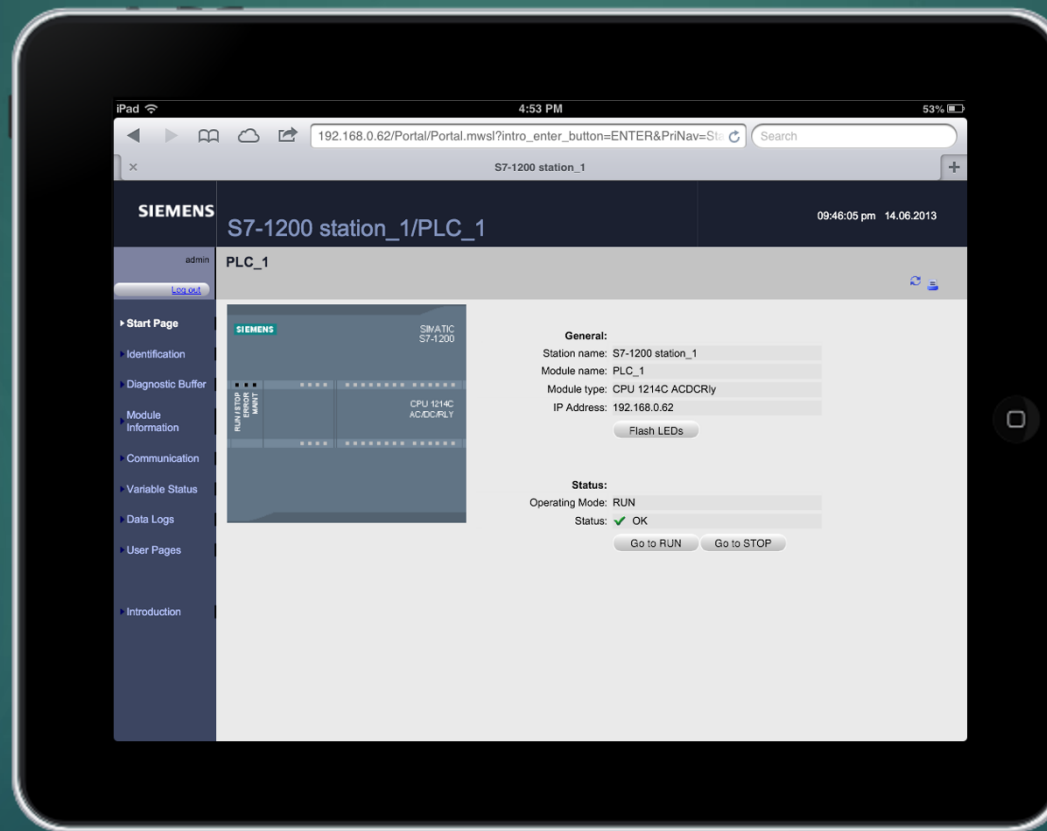 iPad
4:53 PM
53%
192.168.0.62/Portal/Portal.mwsl?intro_enter_button=ENTER&PriNav=Sta
Search
S7-1200 station_1
SIEMENS
S7-1200 station_1/PLC_1
09:46:05 pm 14.06.2013
admin
Log out
PLC_1
Start Page
Identification
Diagnostic Buffer
Module
Information
Communication
Variable Status
Data Logs
User Pages
Introduction
SIEMENS
SIMATIC
S7-1200
RUN / STOP
ERROR
MAINT
CPU 1214C
AC/DC/RLY
General:
Station name: S7-1200 station_1
Module name: PLC_1
Module type: CPU 1214C ACDCRly
IP Address: 192.168.0.62
Flash LEDs
Status:
Operating Mode: RUN
Status: OK
Go to RUN Go to STOP